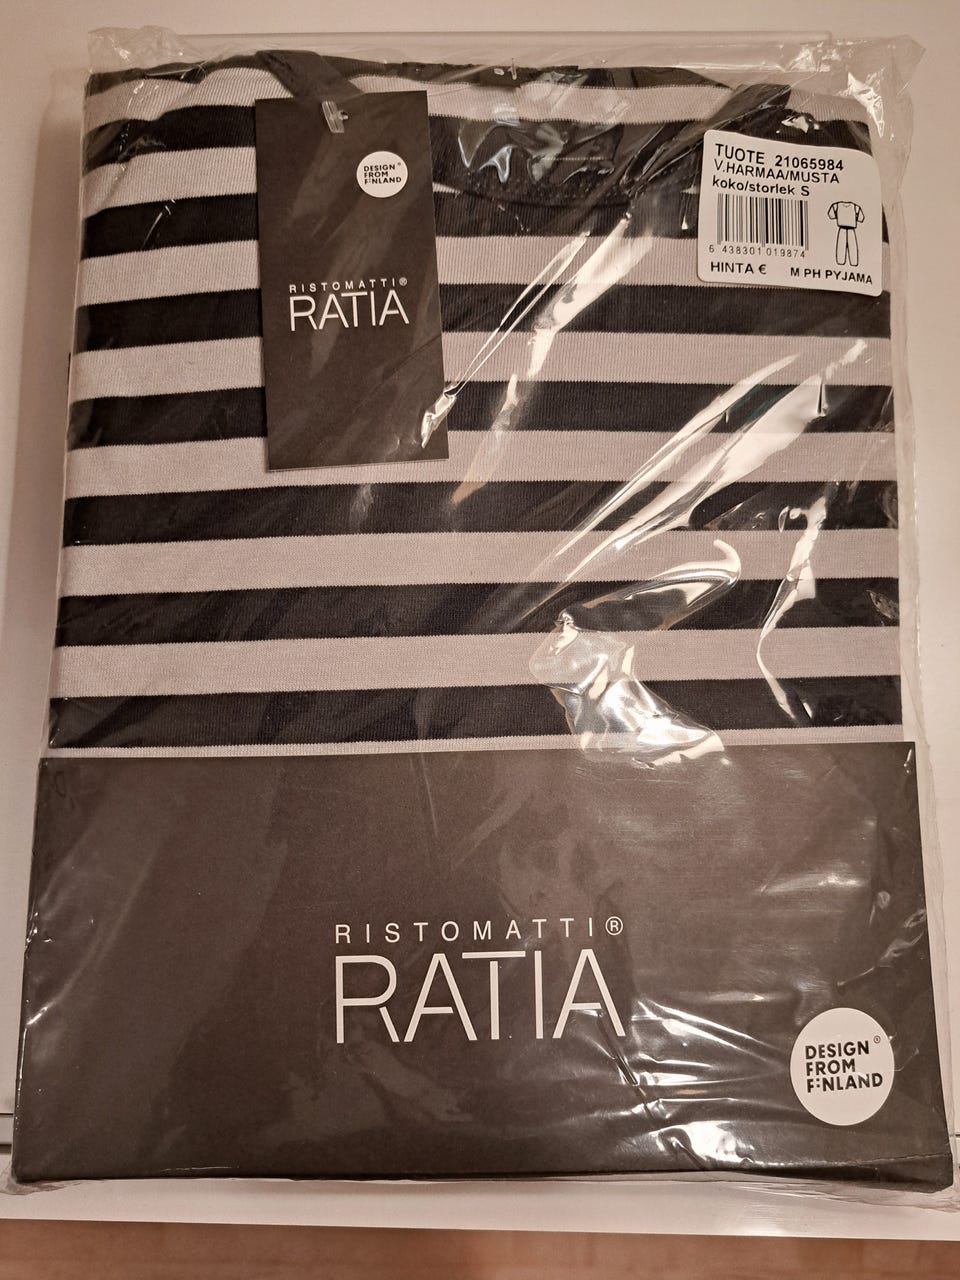 DESIGN®
FROM
FINLAND
RISTOMATTI®
RATIA
TUOTE 21065984
V.HARMAA/MUSTA
koko/storlek S
6 438301 019874
HINTA € M PH PYJAMA
RISTOMATTI®
RATIA
DESIGN®
FROM
FINLAND